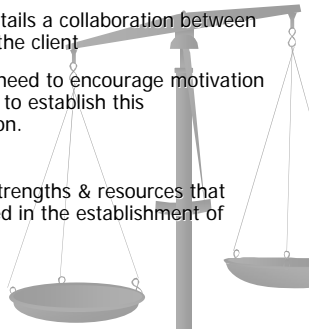 tails a collaboration between
the client
need to encourage motivation
to establish this
on.
trengths & resources that
ed in the establishment of